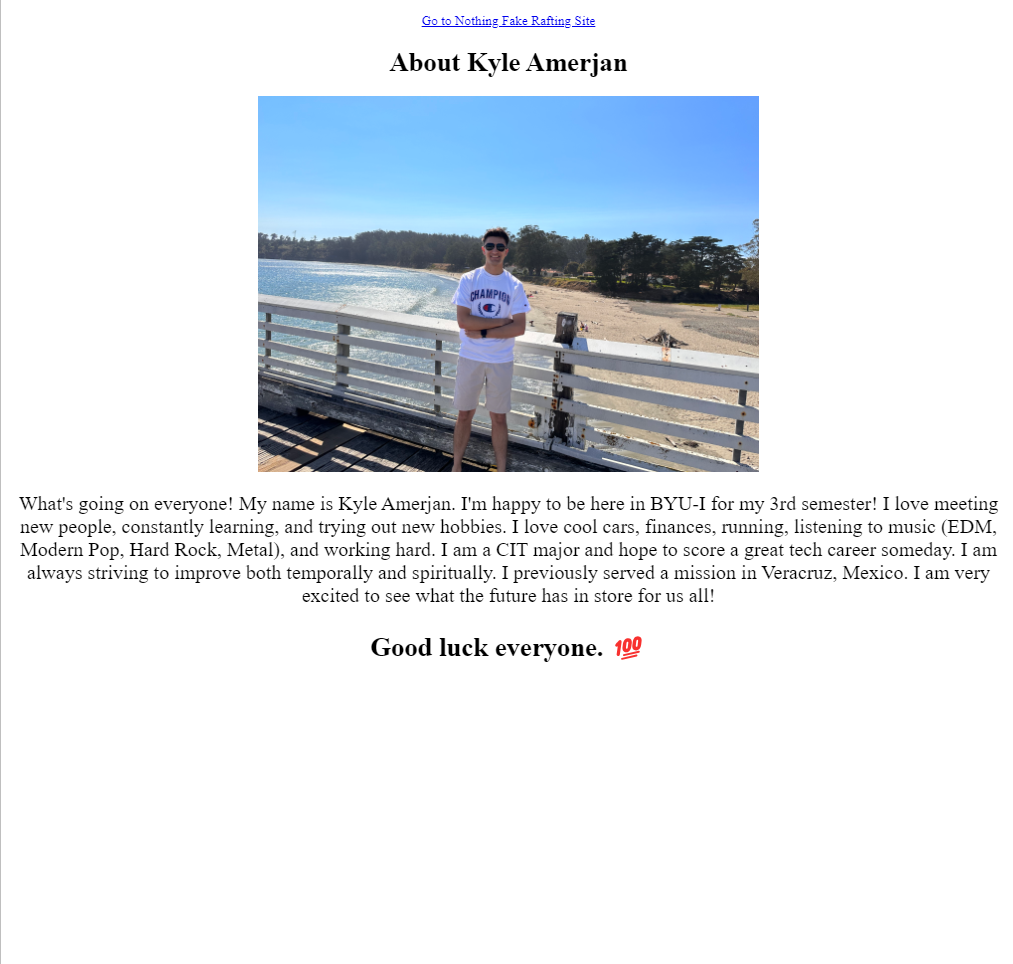 Go to Nothing Fake Rafting Site
About Kyle Amerjan
CHAMPION
What's going on everyone! My name is Kyle Amerjan. I'm happy to be here in BYU-I for my 3rd semester! I love meeting
new people, constantly learning, and trying out new hobbies. I love cool cars, finances, running, listening to music (EDM,
Modern Pop, Hard Rock, Metal), and working hard. I am a CIT major and hope to score a great tech career someday. I am
always striving to improve both temporally and spiritually. I previously served a mission in Veracruz, Mexico. I am very
excited to see what the future has in store for us all!
Good luck everyone. 💯